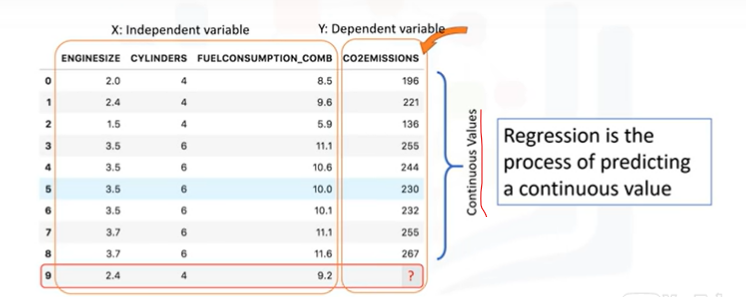 X: Independent variable Y: Dependent variable
ENGINESIZE CYLINDERS FUELCONSUMPTION_COMB CO2EMISSIONS
0 2.0 4 8.5 196
1 2.4 4 9.6 221
2 1.5 4 5.9 136
3 3.5 6 11.1 255
4 3.5 6 10.6 244
5 3.5 6 10.0 230
6 3.5 6 10.1 232
7 3.7 6 11.1 255
8 3.7 6 11.6 267
9 2.4 4 9.2 ?
Continuous Values
Regression is the
process of predicting
a continuous value